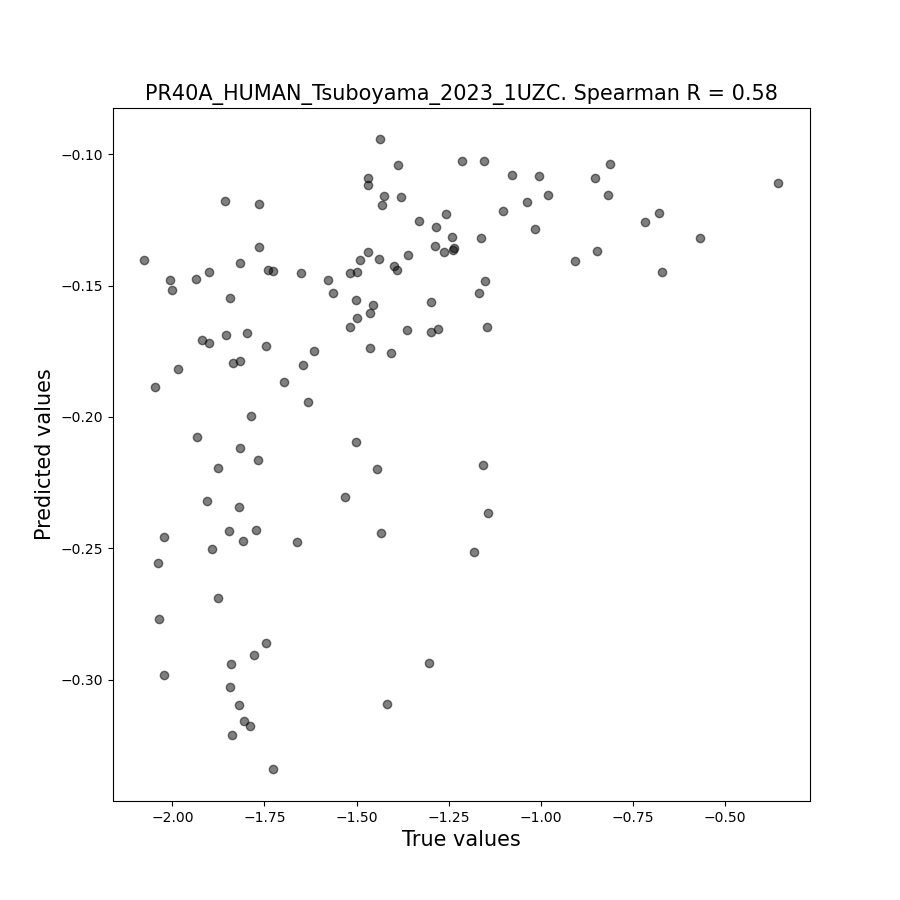 PR40A_HUMAN_Tsuboyama_2023_1UZC. Spearman R = 0.58
−0.10
−0.15
−0.20
−0.25
−0.30
Predicted values
−2.00 −1.75 −1.50 −1.25 −1.00 −0.75 −0.50
True values